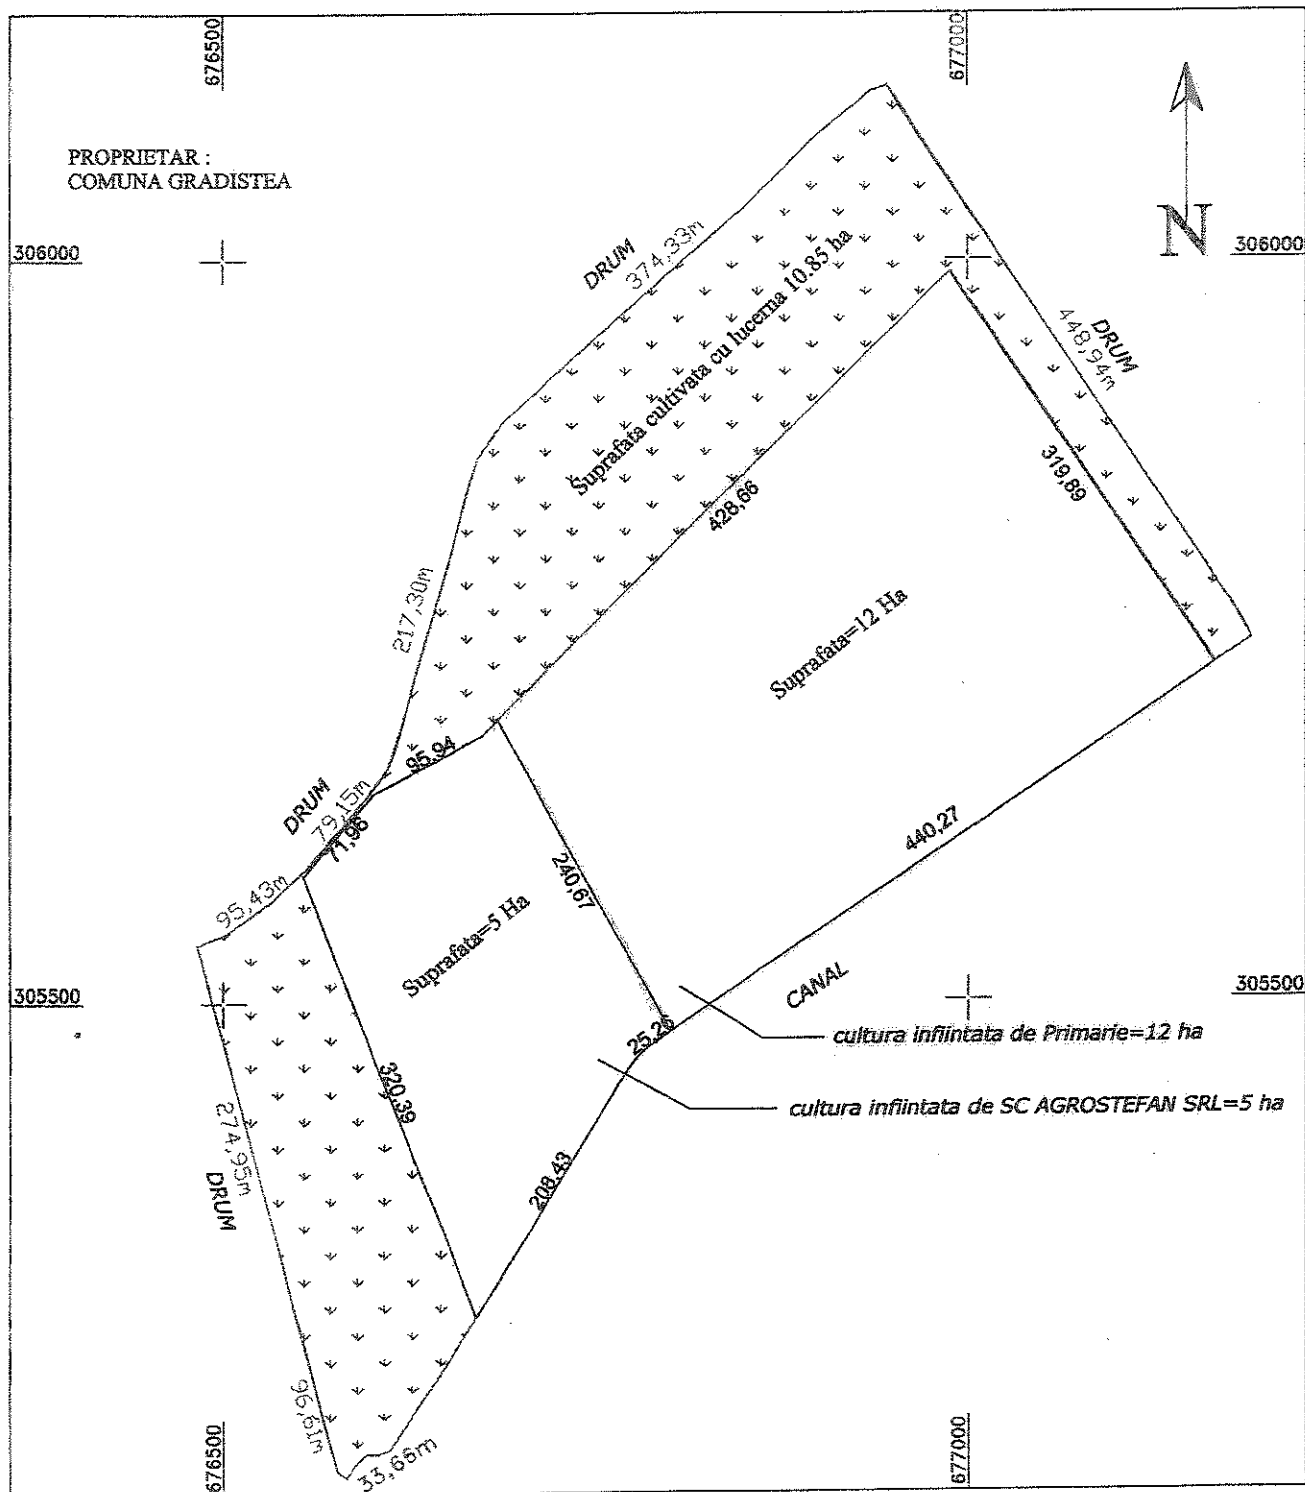 676500
677000
PROPRIETAR :
COMUNA GRADISTEA
N
306000
306000
DRUM
374,33m
Suprafata cultivata cu lucerna 10.85 ha
DRUM
448,94m
319,89
428,66
217,30m
Suprafata=12 Ha
95,94
DRUM
79,15m
71,96
440,27
240,67
95,43m
Suprafata=5 Ha
CANAL
305500
305500
25,26
cultura infiintata de Primarie=12 ha
320,39
cultura infiintata de SC AGROSTEFAN SRL=5 ha
274,95m
DRUM
208,43
96,61m
33,68m
676500
677000